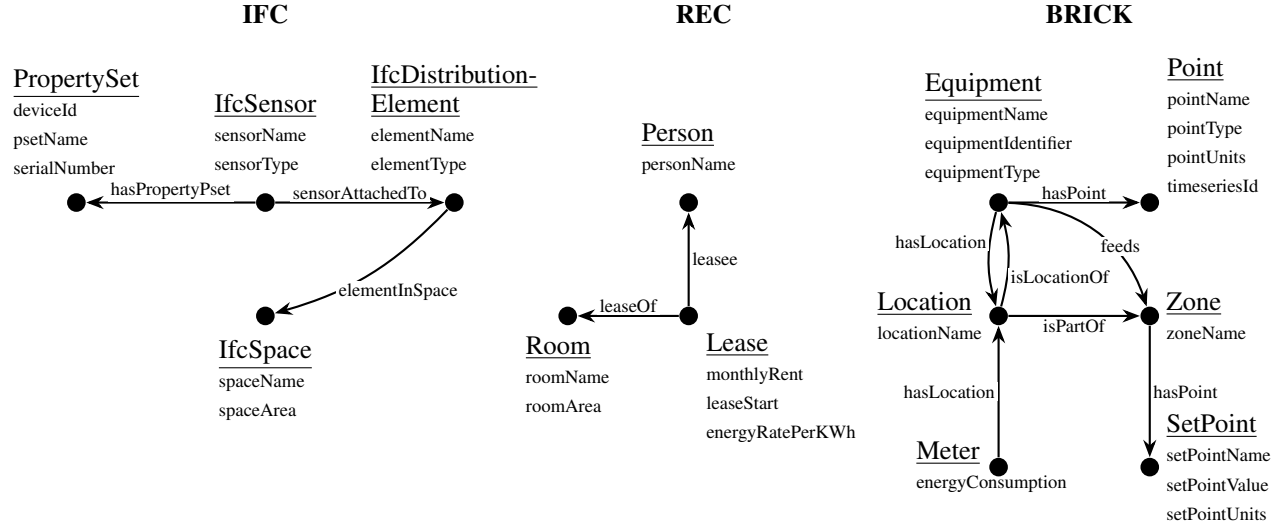 IFC
PropertySet
deviceId
psetName
serialNumber
IfcSensor
sensorName
sensorType
IfcDistribution-
Element
elementName
elementType
hasPropertyPset
sensorAttachedTo
elementInSpace
IfcSpace
spaceName
spaceArea
REC
Person
personName
leasee
leaseOf
Room
roomName
roomArea
Lease
monthlyRent
leaseStart
energyRatePerKWh
BRICK
Equipment
equipmentName
equipmentIdentifier
equipmentType
Point
pointName
pointType
pointUnits
timeseriesId
hasPoint
hasLocation
feeds
isLocationOf
Location
locationName
isPartOf
Zone
zoneName
hasLocation
hasPoint
Meter
energyConsumption
SetPoint
setPointName
setPointValue
setPointUnits